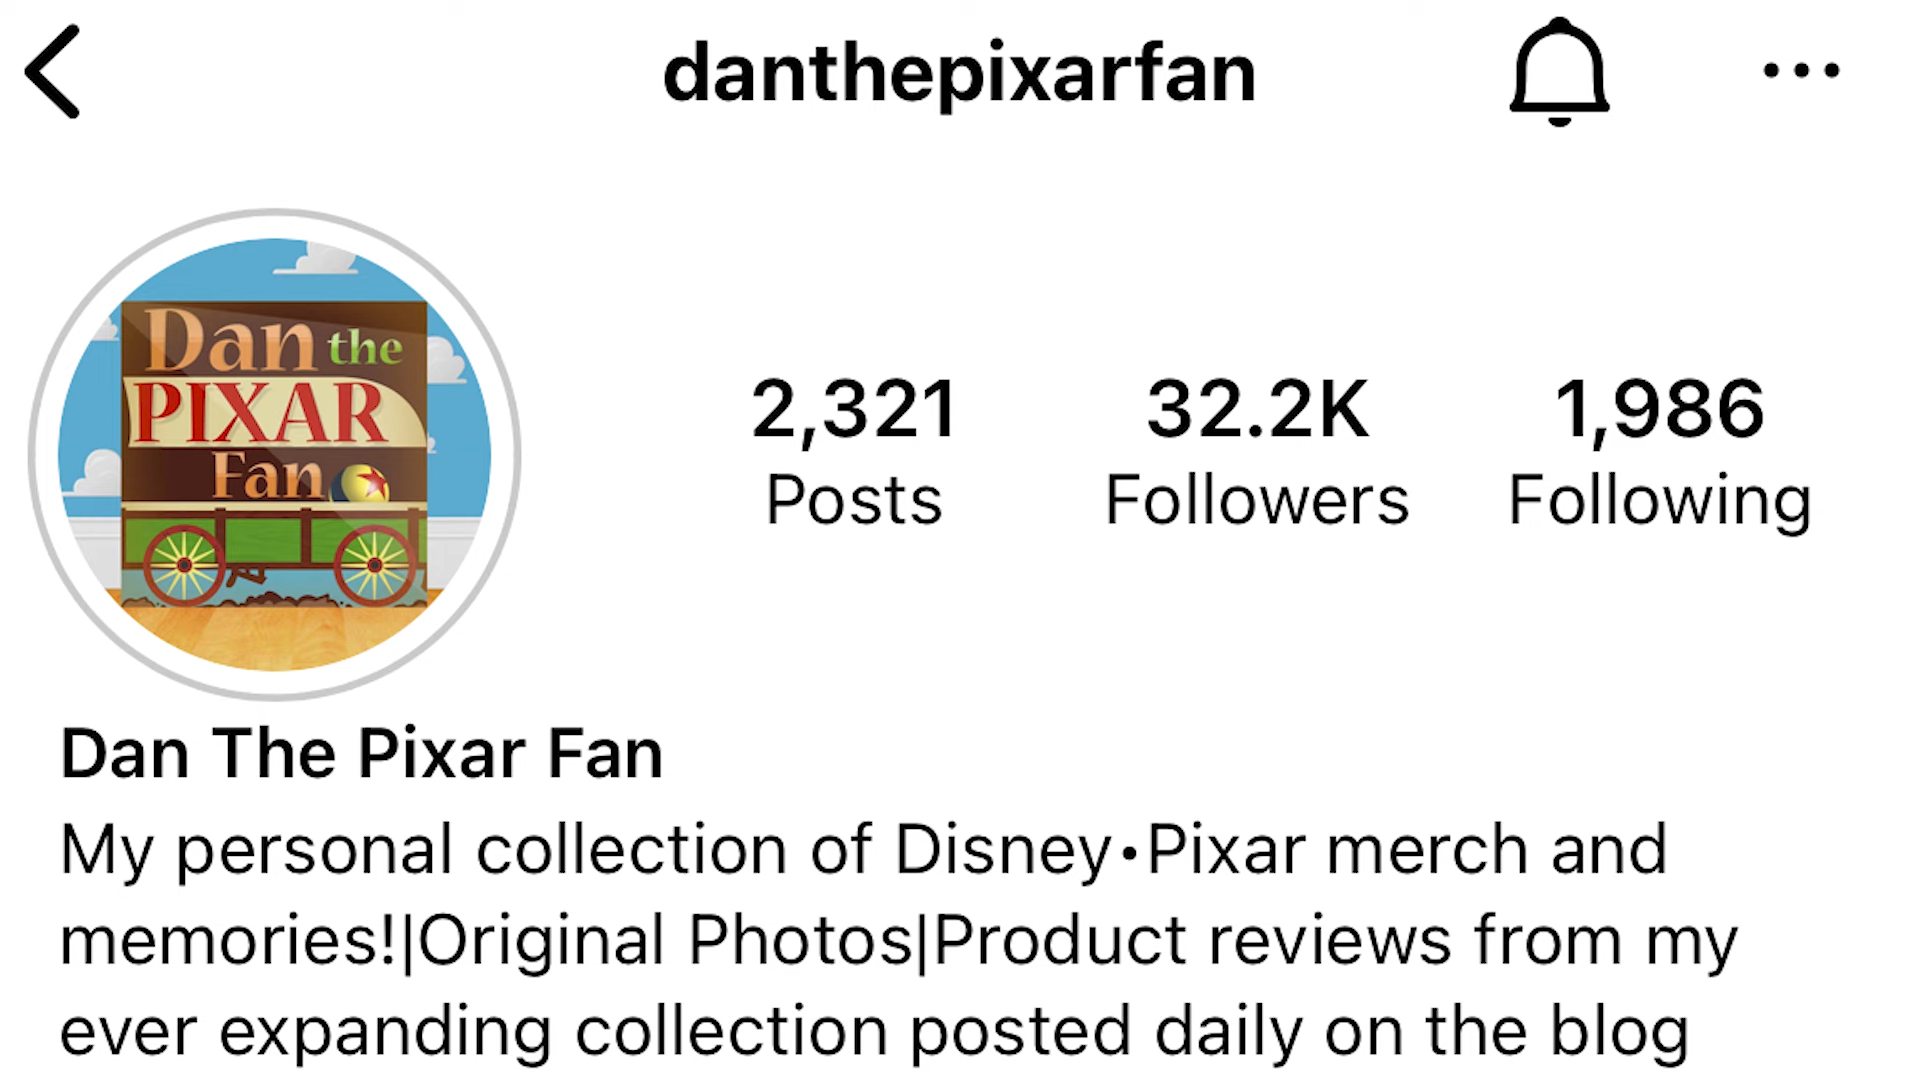 danthepixarfan
Dan the
PIXAR
Fan
2,321 32.2K 1,986
Posts Followers Following
Dan The Pixar Fan
My personal collection of Disney•Pixar merch and
memories!|Original Photos|Product reviews from my
ever expanding collection posted daily on the blog